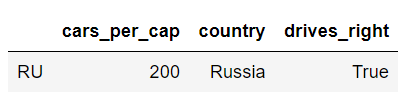 cars_per_cap country drives_right
RU 200 Russia True